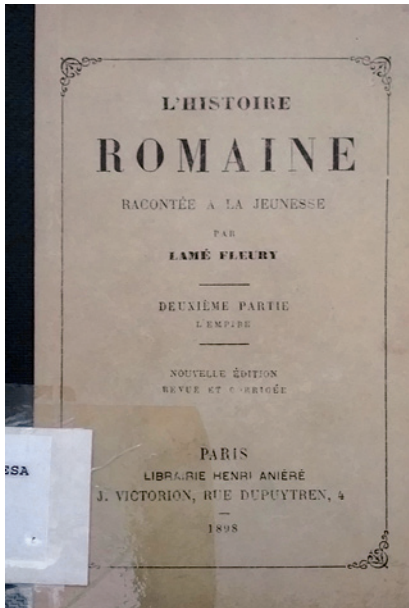 L'HISTOIRE
ROMAINE
RACONTÉE A LA JEUNESSE
PAR
LAMÉ FLEURY
DEUXIÈME PARTIE
L'EMPIRE
NOUVELLE ÉDITION
REVUE ET CORRIGÉE
ESA
PARIS
LIBRAIRIE HENRI ANIÉRÉ
J. VICTORION, RUE DUPUYTREN, 4
1898